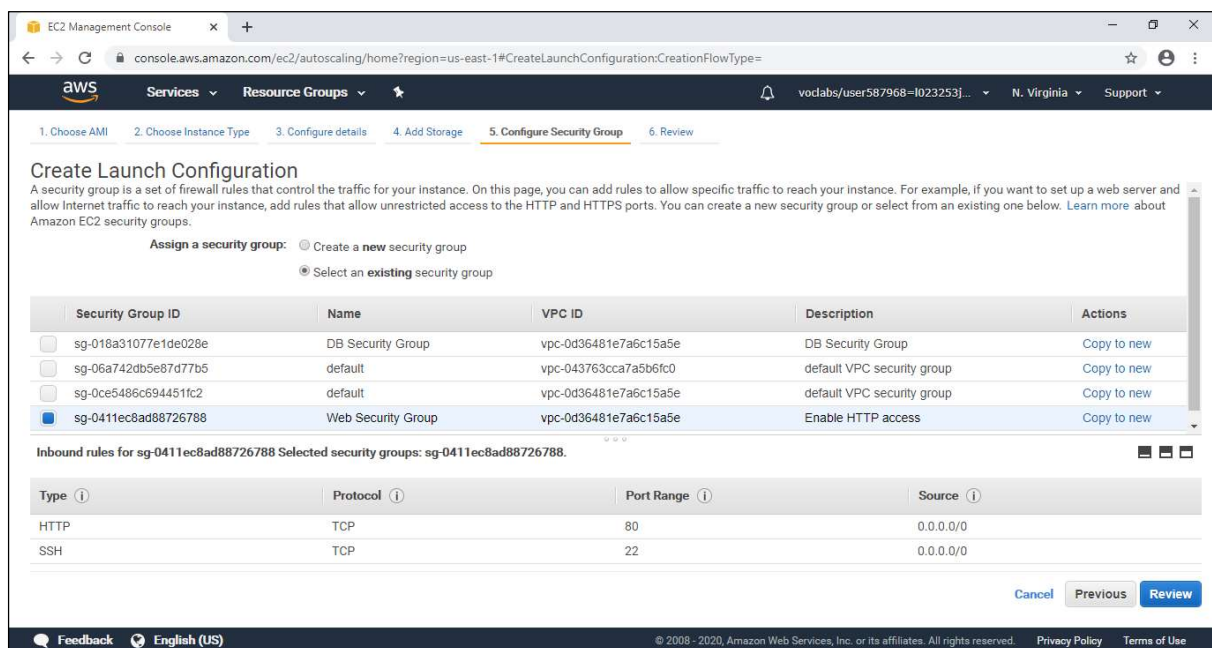 EC2 Management Console
console.aws.amazon.com/ec2/autoscaling/home?region=us-east-1#CreateLaunchConfiguration:CreationFlowType=
aws Services Resource Groups voclabs/user587968=l023253j... N. Virginia Support
1. Choose AMI 2. Choose Instance Type 3. Configure details 4. Add Storage 5. Configure Security Group 6. Review
Create Launch Configuration
A security group is a set of firewall rules that control the traffic for your instance. On this page, you can add rules to allow specific traffic to reach your instance. For example, if you want to set up a web server and
allow Internet traffic to reach your instance, add rules that allow unrestricted access to the HTTP and HTTPS ports. You can create a new security group or select from an existing one below. Learn more about
Amazon EC2 security groups.
Assign a security group: Create a new security group
Select an existing security group
Security Group ID Name VPC ID Description Actions
sg-018a31077e1de028e DB Security Group vpc-0d36481e7a6c15a5e DB Security Group Copy to new
sg-06a742db5e87d77b5 default vpc-043763cca7a5b6fc0 default VPC security group Copy to new
sg-0ce5486c694451fc2 default vpc-0d36481e7a6c15a5e default VPC security group Copy to new
sg-0411ec8ad88726788 Web Security Group vpc-0d36481e7a6c15a5e Enable HTTP access Copy to new
Inbound rules for sg-0411ec8ad88726788 Selected security groups: sg-0411ec8ad88726788.
Type Protocol Port Range Source
HTTP TCP 80 0.0.0.0/0
SSH TCP 22 0.0.0.0/0
Cancel Previous Review
Feedback English (US) © 2008 - 2020, Amazon Web Services, Inc. or its affiliates. All rights reserved. Privacy Policy Terms of Use